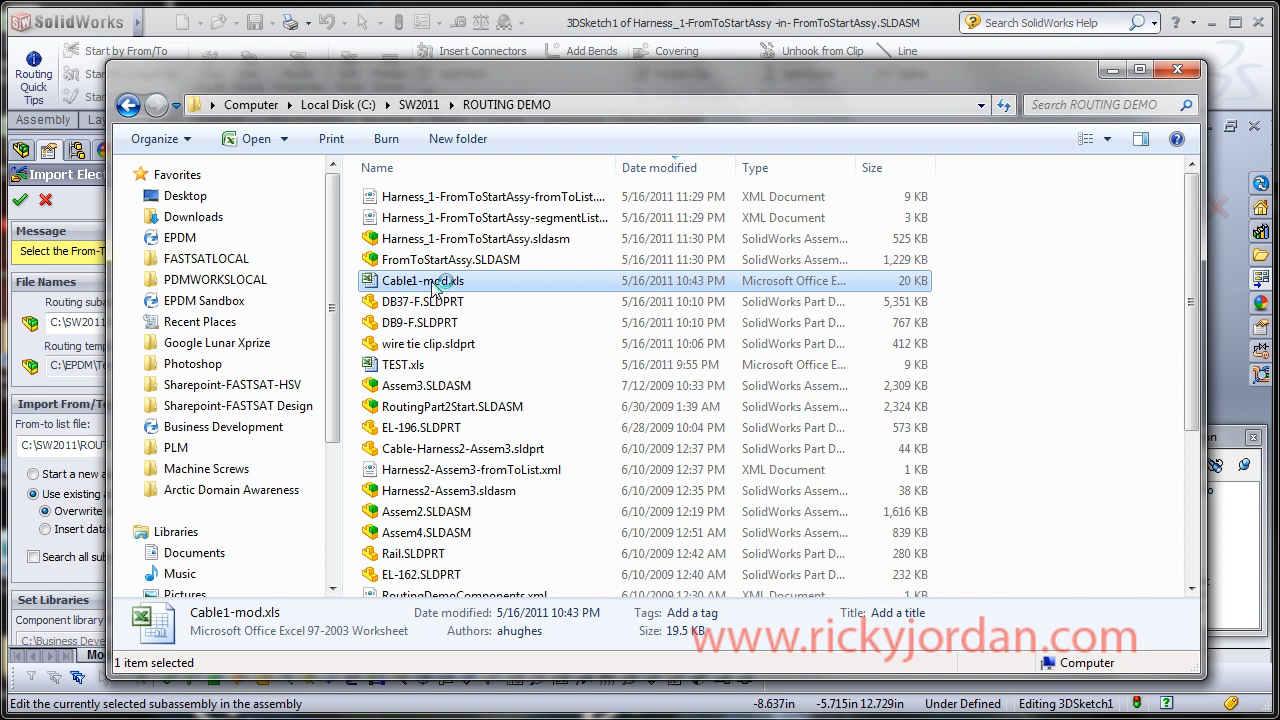 SolidWorks
3DSketch1 of Harness_1-FromToStartAssy -in- FromToStartAssy.SLDASM
Search SolidWorks Help
Routing
Quick
Tips
Start by From/To
Insert Connectors
Add Bends
Covering
Unhook from Clip
Line
Assembly
Computer
Local Disk (C:)
SW2011
ROUTING DEMO
Search ROUTING DEMO
Organize
Open
Print
Burn
New folder
Import Elec
Message
Select the From-T
File Names
Routing suba
C:\SW2011
Routing temp
C:\EPDM\Te
Import From/To
From-to list file:
C:\SW2011\ROU
Start a new a
Use existing
Overwrite
Insert data
Search all sub
Set Libraries
Component library
C:\Business Deve
Favorites
Desktop
Downloads
EPDM
FASTSATLOCAL
PDMWORKSLOCAL
EPDM Sandbox
Recent Places
Google Lunar Xprize
Photoshop
Sharepoint-FASTSAT-HSV
Sharepoint-FASTSAT Design
Business Development
PLM
Machine Screws
Arctic Domain Awareness
Libraries
Documents
Music
Pictures
Name Date modified Type Size
Harness_1-FromToStartAssy-fromToList.... 5/16/2011 11:29 PM XML Document 9 KB
Harness_1-FromToStartAssy-segmentList... 5/16/2011 11:29 PM XML Document 3 KB
Harness_1-FromToStartAssy.sldasm 5/16/2011 11:30 PM SolidWorks Assem... 525 KB
FromToStartAssy.SLDASM 5/16/2011 11:30 PM SolidWorks Assem... 1,229 KB
Cable1-mod.xls 5/16/2011 10:43 PM Microsoft Office E... 20 KB
DB37-F.SLDPRT 5/16/2011 10:10 PM SolidWorks Part D... 5,351 KB
DB9-F.SLDPRT 5/16/2011 10:10 PM SolidWorks Part D... 767 KB
wire tie clip.sldprt 5/16/2011 10:06 PM SolidWorks Part D... 412 KB
TEST.xls 5/16/2011 9:55 PM Microsoft Office E... 9 KB
Assem3.SLDASM 7/12/2009 10:33 PM SolidWorks Assem... 2,309 KB
RoutingPart2Start.SLDASM 6/30/2009 1:39 AM SolidWorks Assem... 2,324 KB
EL-196.SLDPRT 6/28/2009 10:04 PM SolidWorks Part D... 573 KB
Cable-Harness2-Assem3.sldprt 6/10/2009 12:37 PM SolidWorks Part D... 44 KB
Harness2-Assem3-fromToList.xml 6/10/2009 12:37 PM XML Document 1 KB
Harness2-Assem3.sldasm 6/10/2009 12:35 PM SolidWorks Assem... 38 KB
Assem2.SLDASM 6/10/2009 12:19 PM SolidWorks Assem... 1,616 KB
Assem4.SLDASM 6/10/2009 12:51 AM SolidWorks Assem... 839 KB
Rail.SLDPRT 6/10/2009 12:42 AM SolidWorks Part D... 280 KB
EL-162.SLDPRT 6/10/2009 12:40 AM SolidWorks Part D... 232 KB
RoutingDemoComponents.xml 6/10/2009 12:40 AM XML Document 1 KB
Cable1-mod.xls Date modified: 5/16/2011 10:43 PM Tags: Add a tag Title: Add a title
Microsoft Office Excel 97-2003 Worksheet Authors: ahughes Size: 19.5 KB
www.rickyjordan.com
1 item selected
Computer
Edit the currently selected subassembly in the assembly
-8.637in
-5.715in 12.729in
Under Defined
Editing 3DSketch1